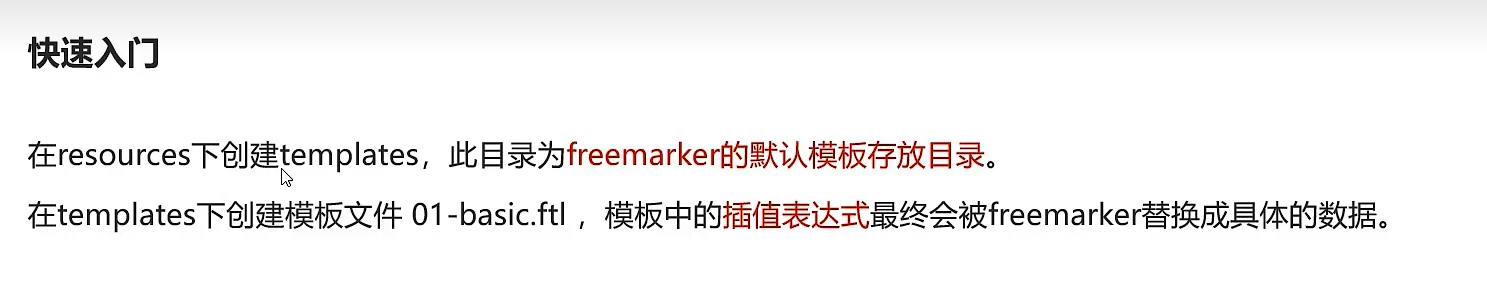 快速入门
在resources下创建templates，此目录为freemarker的默认模板存放目录。
在templates下创建模板文件 01-basic.ftl ，模板中的插值表达式最终会被freemarker替换成具体的数据。